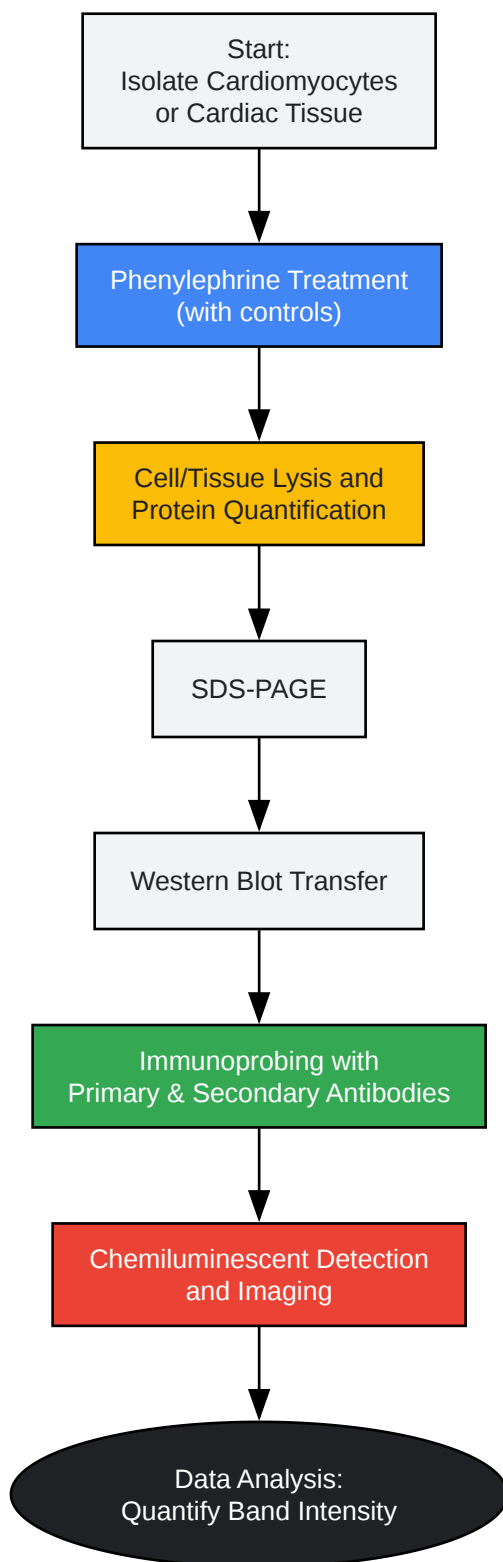 Start:
Isolate Cardiomyocytes
or Cardiac Tissue
Phenylephrine Treatment
(with controls)
Cell/Tissue Lysis and
Protein Quantification
SDS-PAGE
Western Blot Transfer
Immunoprobing with
Primary & Secondary Antibodies
Chemiluminescent Detection
and Imaging
Data Analysis:
Quantify Band Intensity